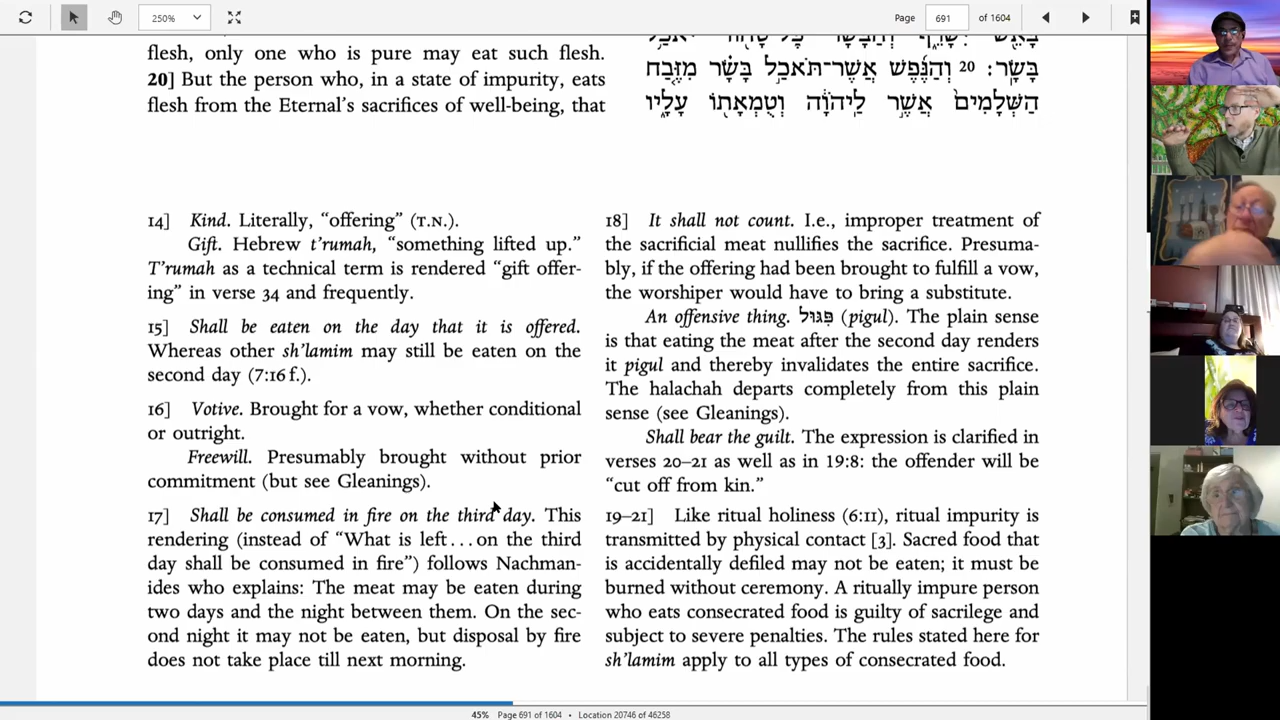 250%
Page 691 of 1604
flesh, only one who is pure may eat such flesh.
20] But the person who, in a state of impurity, eats
flesh from the Eternal’s sacrifices of well-being, that
בָּשָׂר׃ 20 וְהַנֶּ֜פֶשׁ אֲשֶׁר־תֹּאכַ֣ל בָּשָׂ֗ר מִזֶּ֤בַח
הַשְּׁלָמִים֙ אֲשֶׁ֣ר לַיהֹוָ֔ה וְטֻמְאָת֖וֹ עָלָ֑יו
14] Kind. Literally, “offering” (T.N.).
Gift. Hebrew t’rumah, “something lifted up.”
T’rumah as a technical term is rendered “gift offer-
ing” in verse 34 and frequently.
15] Shall be eaten on the day that it is offered.
Whereas other sh’lamim may still be eaten on the
second day (7:16 f.).
16] Votive. Brought for a vow, whether conditional
or outright.
Freewill. Presumably brought without prior
commitment (but see Gleanings).
17] Shall be consumed in fire on the third day. This
rendering (instead of “What is left . . . on the third
day shall be consumed in fire”) follows Nachman-
ides who explains: The meat may be eaten during
two days and the night between them. On the sec-
ond night it may not be eaten, but disposal by fire
does not take place till next morning.
18] It shall not count. I.e., improper treatment of
the sacrificial meat nullifies the sacrifice. Presuma-
bly, if the offering had been brought to fulfill a vow,
the worshiper would have to bring a substitute.
An offensive thing. פִּגּוּל (pigul). The plain sense
is that eating the meat after the second day renders
it pigul and thereby invalidates the entire sacrifice.
The halachah departs completely from this plain
sense (see Gleanings).
Shall bear the guilt. The expression is clarified in
verses 20–21 as well as in 19:8: the offender will be
“cut off from kin.”
19–21] Like ritual holiness (6:11), ritual impurity is
transmitted by physical contact [3]. Sacred food that
is accidentally defiled may not be eaten; it must be
burned without ceremony. A ritually impure person
who eats consecrated food is guilty of sacrilege and
subject to severe penalties. The rules stated here for
sh’lamim apply to all types of consecrated food.
45% Page 691 of 1604 • Location 20746 of 46258